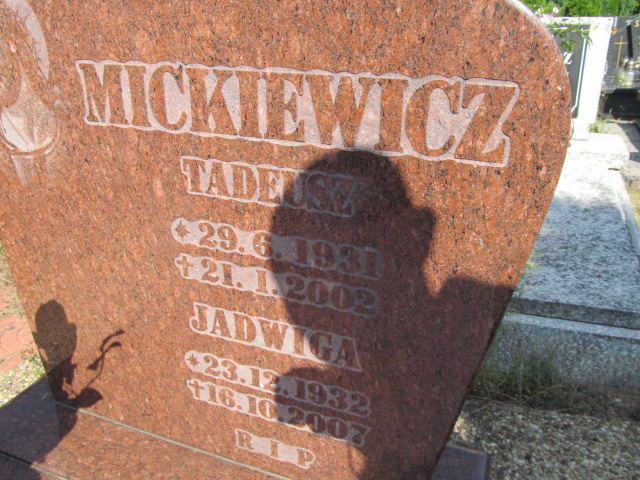 MICKIEWICZ
TADEUSZ
* 29. 6. 1931
† 21. 1. 2002
JADWIGA
* 23. 12. 1932
† 16. 10. 2007
R I P